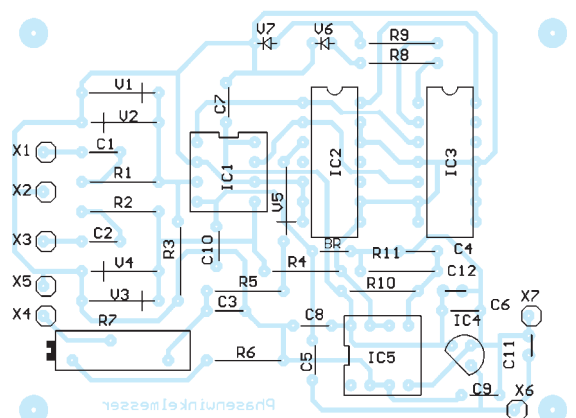 V7 V6
R9
R8
V1
V2
C7
X1 C1
IC1 IC2 IC3
X2 R1
R2
V5
X3 C2
R3 C10
BR R11 C4
V4 R4 C12
X5 R5 R10
V3 C3 C6 X7
X4 R7 C8 IC4
R6 C5 IC5 C11
C9 X6
Phasenwinkelmesser